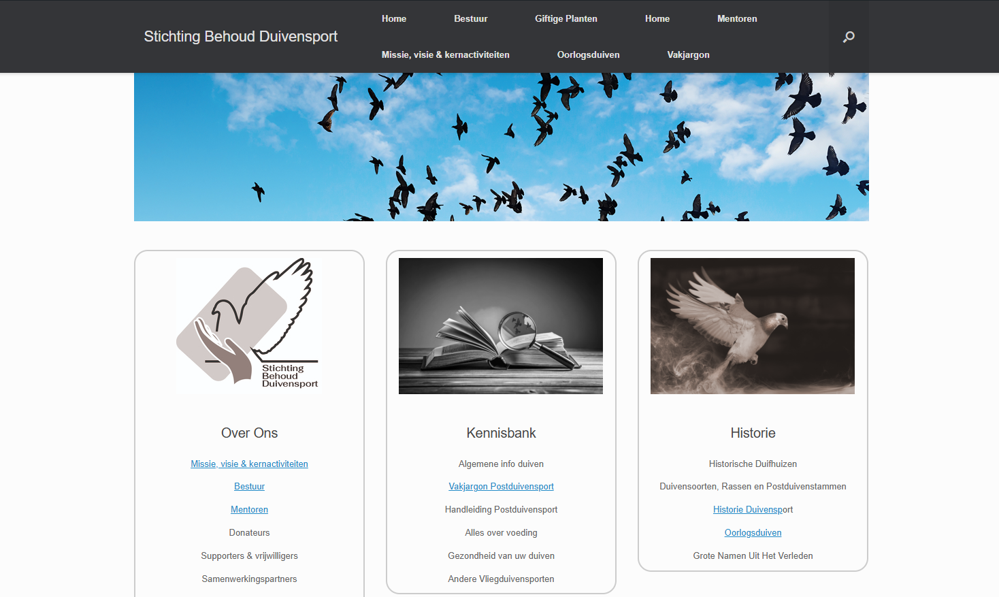 Stichting Behoud Duivensport
Home
Bestuur
Giftige Planten
Home
Mentoren
Missie, visie & kernactiviteiten
Oorlogsduiven
Vakjargon
Stichting
Behoud
Duivensport
Over Ons
Missie, visie & kernactiviteiten
Bestuur
Mentoren
Donateurs
Supporters & vrijwilligers
Samenwerkingspartners
Kennisbank
Algemene info duiven
Vakjargon Postduivensport
Handleiding Postduivensport
Alles over voeding
Gezondheid van uw duiven
Andere Vliegduivensporten
Historie
Historische Duifhuizen
Duivensoorten, Rassen en Postduivenstammen
Historie Duivensport
Oorlogsduiven
Grote Namen Uit Het Verleden